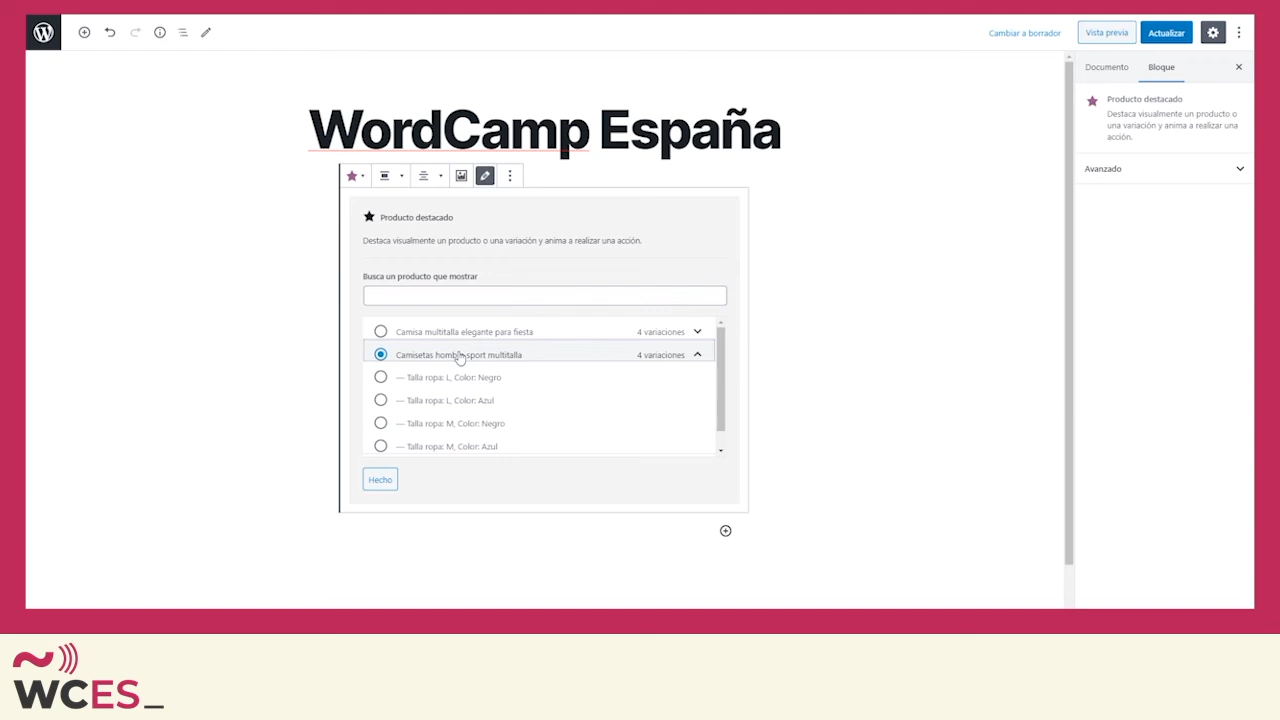 Cambiar a borrador
Vista previa
Actualizar
Documento
Bloque
Producto destacado
Destaca visualmente un producto o
una variación y anima a realizar una
acción.
Avanzado
WordCamp España
Producto destacado
Destaca visualmente un producto o una variación y anima a realizar una acción.
Busca un producto que mostrar
Camisa multitalla elegante para fiesta 4 variaciones
Camisetas hombre sport multitalla 4 variaciones
— Talla ropa: L, Color: Negro
— Talla ropa: L, Color: Azul
— Talla ropa: M, Color: Negro
— Talla ropa: M, Color: Azul
Hecho
WCES_